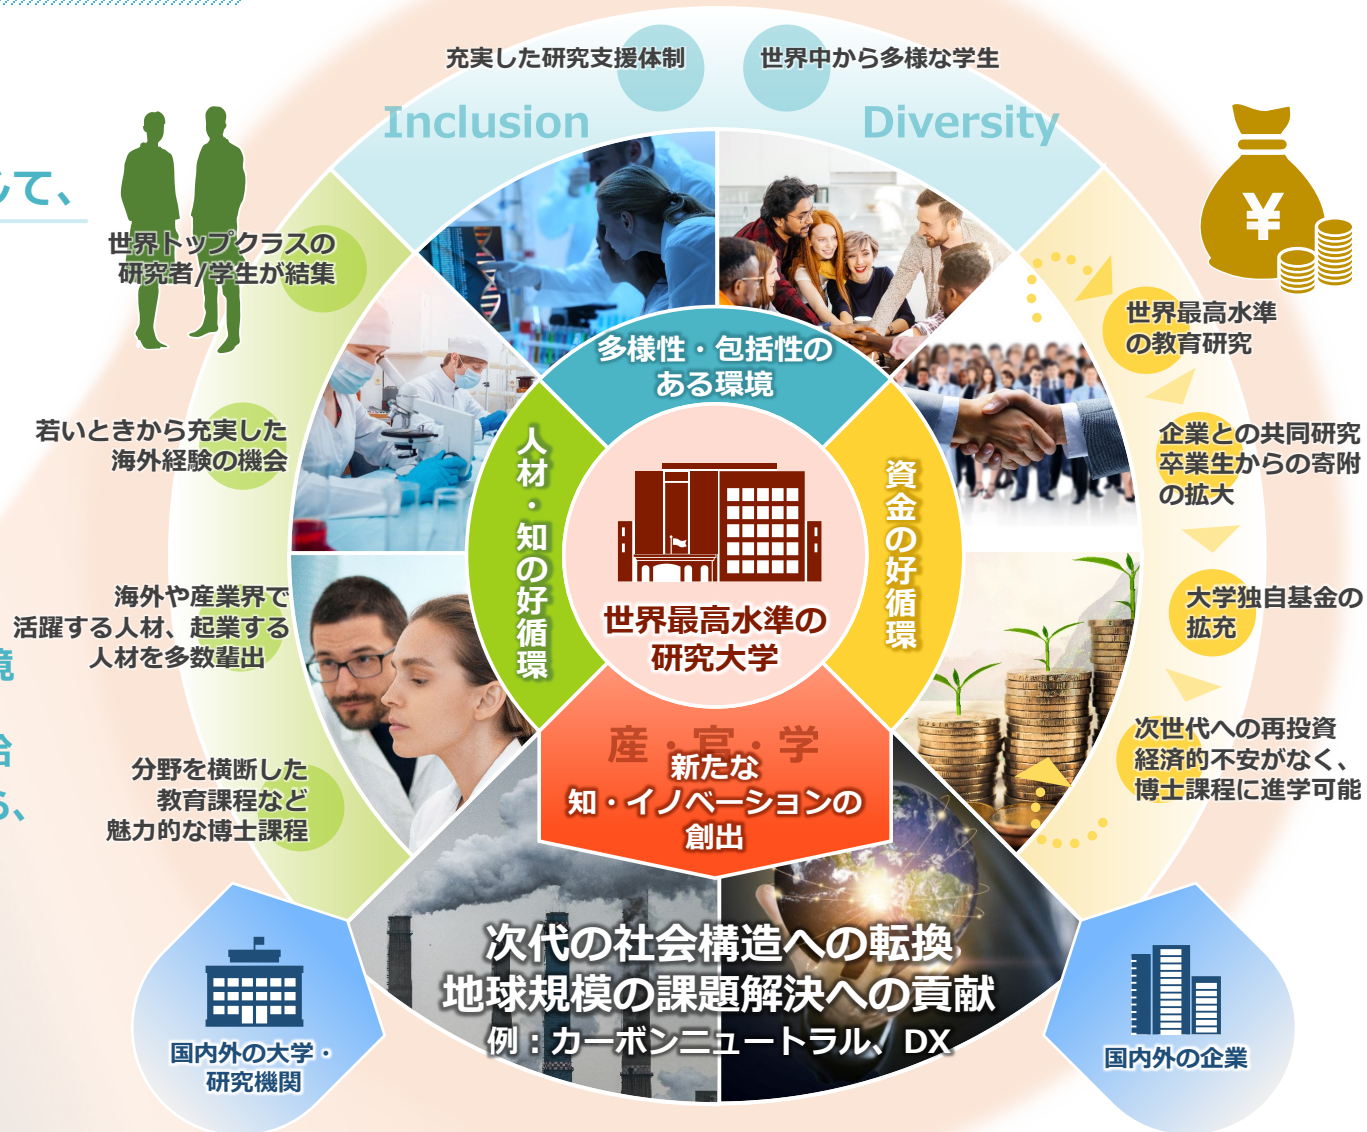 充実した研究支援体制
世界中から多様な学生
Inclusion
Diversity
て、
世界トップクラスの
研究者/学生が結集
若いときから充実した
海外経験の機会
海外や産業界で
活躍する人材、起業する
人材を多数輩出
分野を横断した
教育課程など
魅力的な博士課程
多様性・包括性の
ある環境
人材・知の好循環
資金の好循環
世界最高水準の
研究大学
産・官・学
新たな
知・イノベーションの
創出
¥
世界最高水準
の教育研究
企業との共同研究
卒業生からの寄附
の拡大
大学独自基金の
拡充
次世代への再投資
経済的不安がなく、
博士課程に進学可能
次代の社会構造への転換
地球規模の課題解決への貢献
例：カーボンニュートラル、DX
国内外の大学・
研究機関
国内外の企業